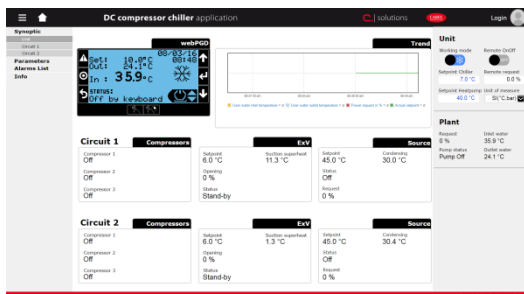 DC compressor chiller application
solutions
Login
Synoptic
Unit
Circuit 1
Circuit 2
Parameters
Alarms List
Info
webPGD
08/03/16
Set: 10.0°C 08:48
Out: 24.1°C
In : 35.9°C
STATUS:
Off by keyboard
Trend
Circuit 1
Compressors
Compressor 1
Off
Compressor 2
Off
Compressor 3
Off
ExV
Setpoint
6.0 °C
Suction superheat
11.3 °C
Opening
0 %
Status
Stand-by
Source
Setpoint
45.0 °C
Condensing
30.0 °C
Status
Off
Request
0 %
Circuit 2
Compressors
Compressor 1
Off
Compressor 2
Off
Compressor 3
Off
ExV
Setpoint
6.0 °C
Suction superheat
1.3 °C
Opening
0 %
Status
Stand-by
Source
Setpoint
45.0 °C
Condensing
30.4 °C
Status
Off
Request
0 %
Unit
Working mode
Remote OnOff
Setpoint Chiller
7.0 °C
Remote request
0.0 %
Setpoint Heatpump
40.0 °C
Unit of measure
SI(°C,bar)
Plant
Request
0 %
Inlet water
35.9 °C
Pump status
Pump Off
Outlet water
24.1 °C